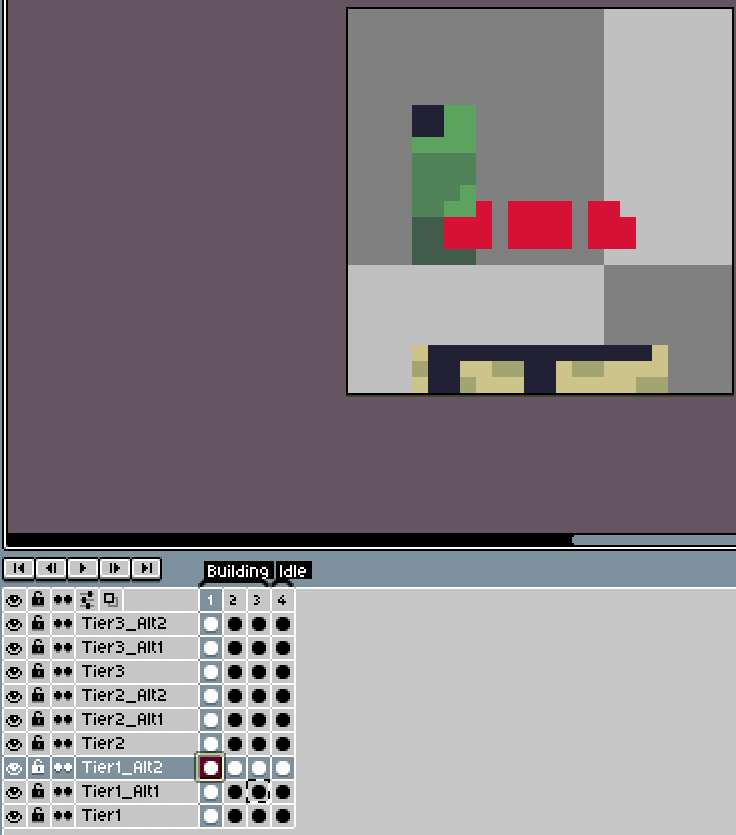 Building Idle
1 2 3 4
Tier3_Alt2
Tier3_Alt1
Tier3
Tier2_Alt2
Tier2_Alt1
Tier2
Tier1_Alt2
Tier1_Alt1
Tier1